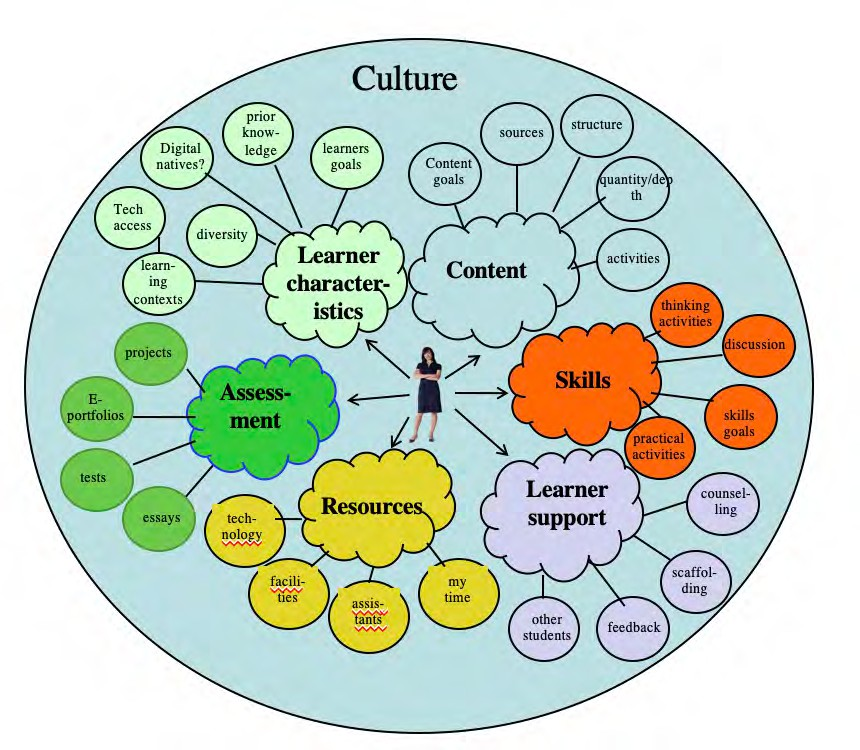 Culture
prior
know-
ledge
Digital
natives?
learners
goals
Tech
access
diversity
learn-
ing
contexts
Learner
character-
istics
Content
goals
sources
structure
quantity/dep
th
activities
Content
thinking
activities
discussion
skills
goals
practical
activities
Skills
projects
E-
portfolios
tests
essays
Assess-
ment
Resources
tech-
nology
facili-
ties
assis-
tants
my
time
Learner
support
counsel-
ling
scaffol-
ding
feedback
other
students